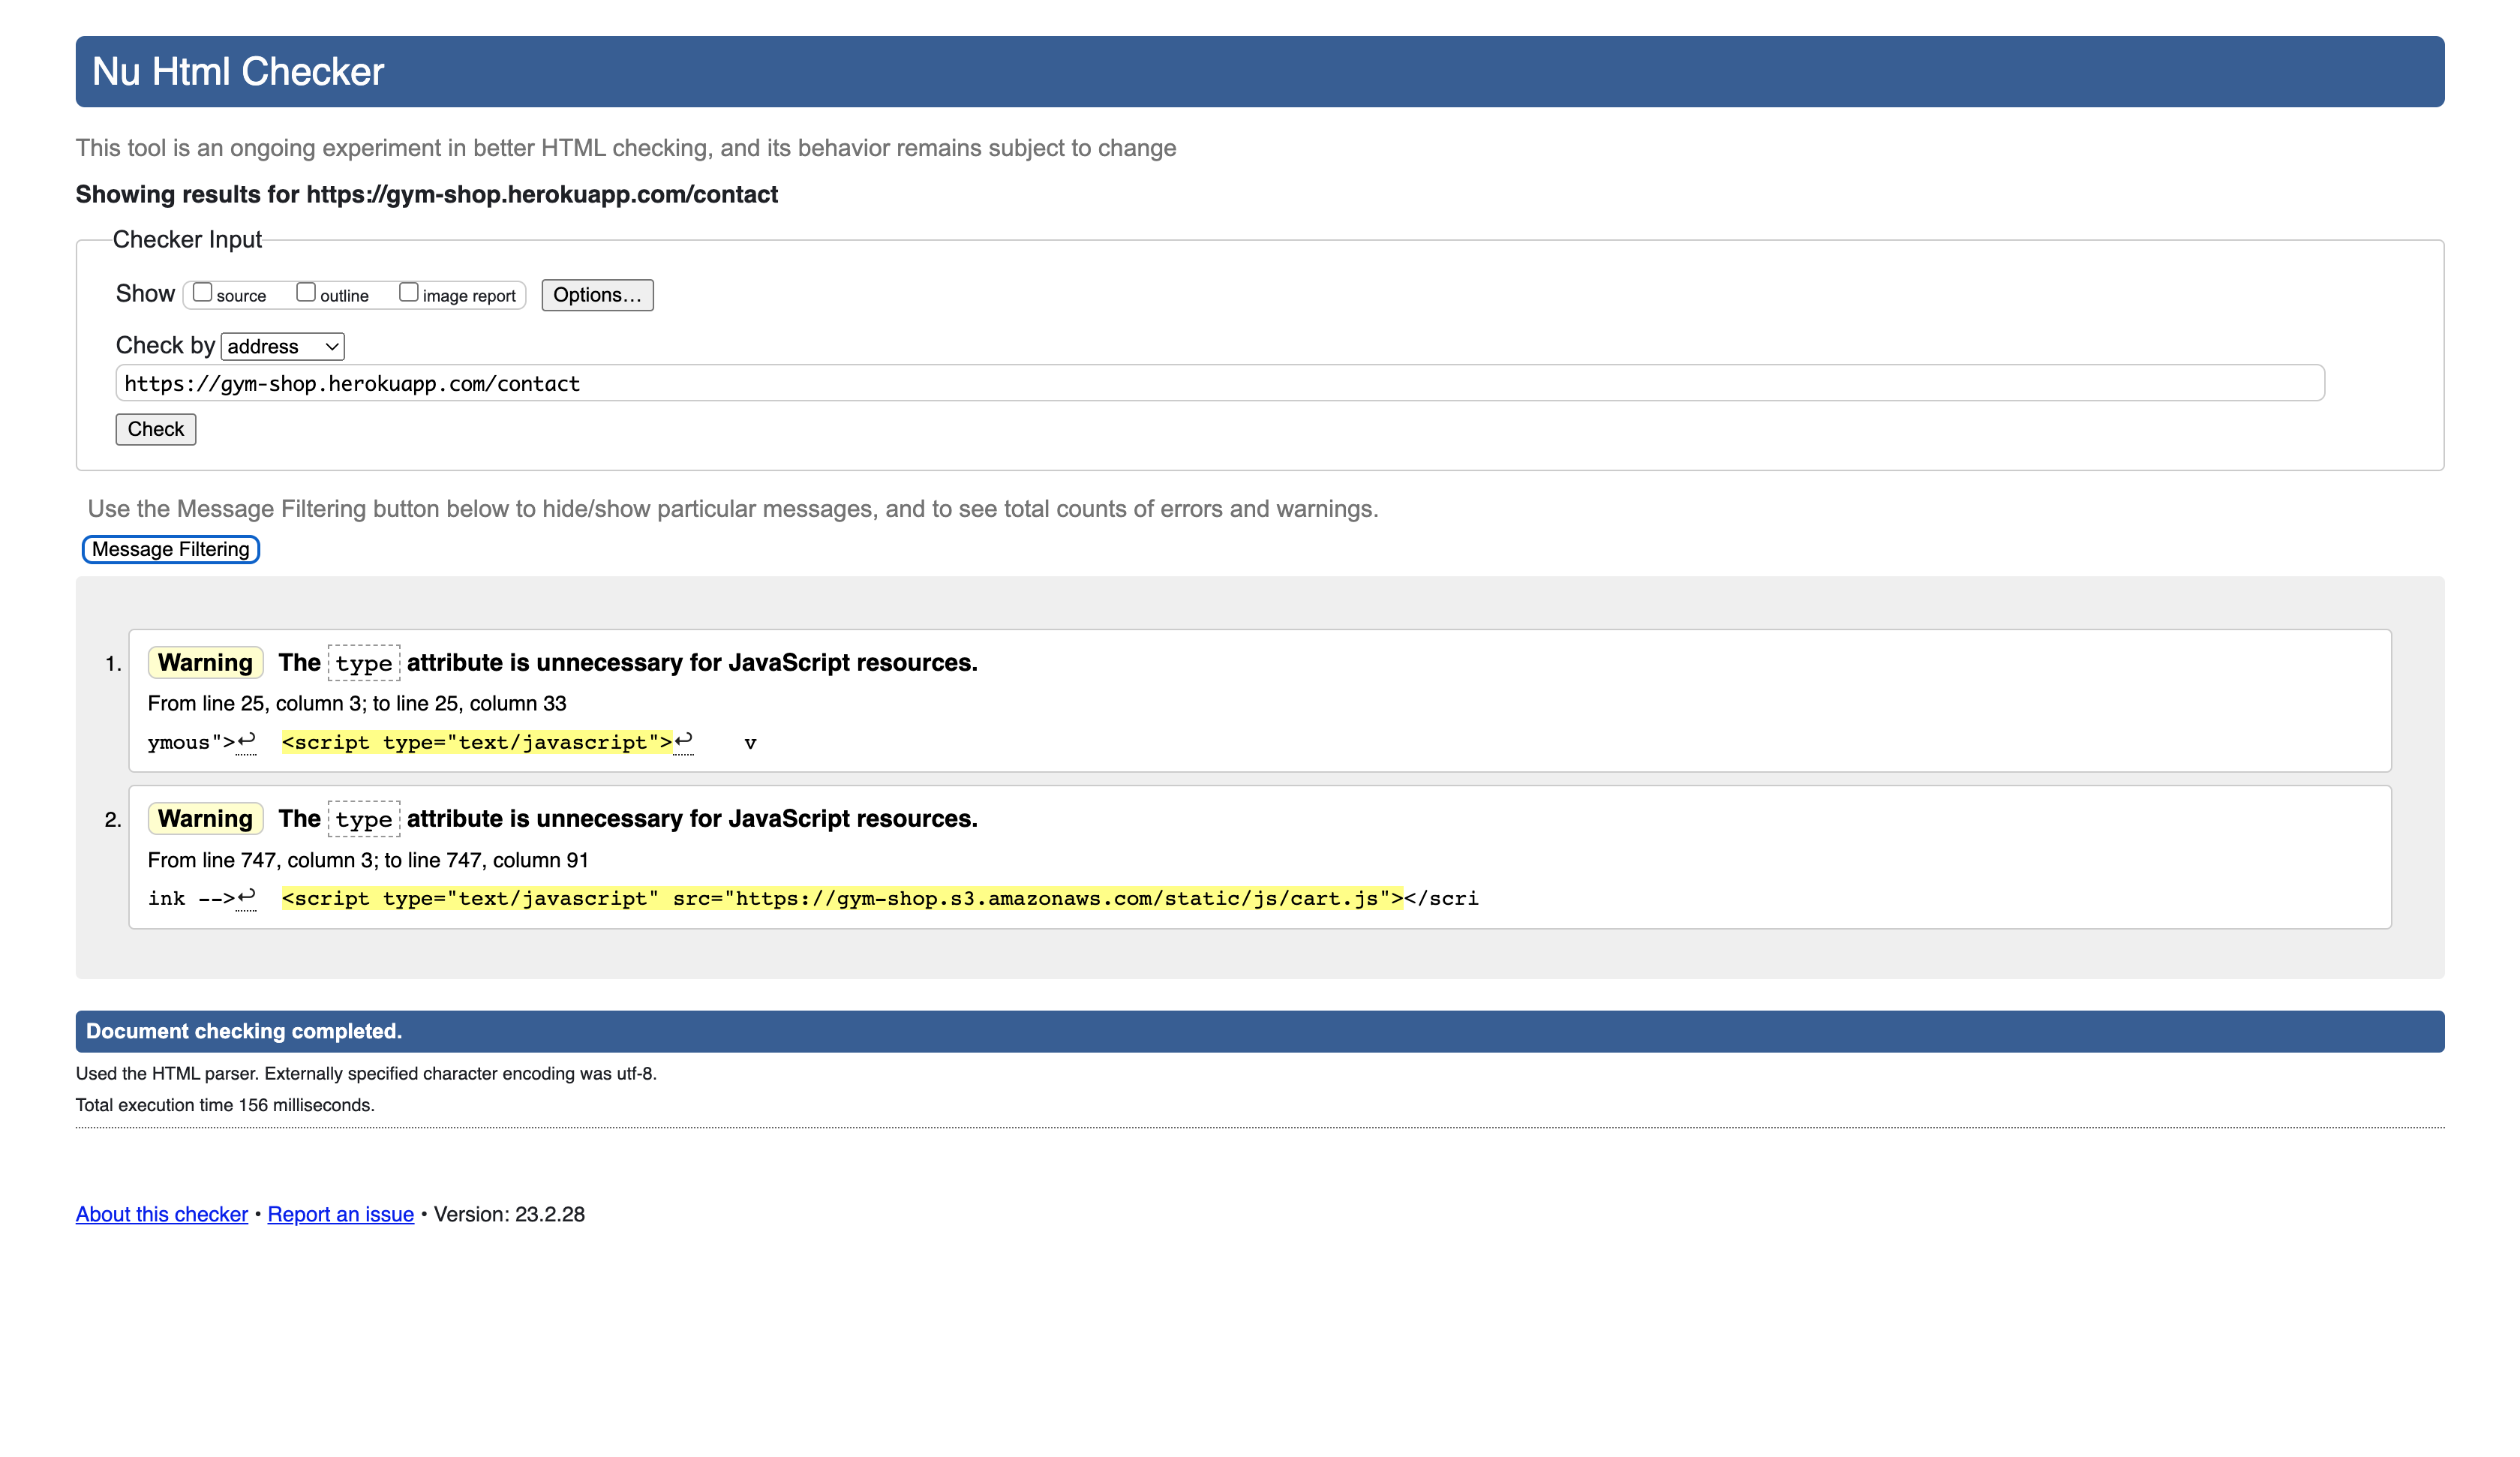 Nu Html Checker
This tool is an ongoing experiment in better HTML checking, and its behavior remains subject to change
Showing results for https://gym-shop.herokuapp.com/contact
Checker Input
Show source outline image report Options...
Check by address
https://gym-shop.herokuapp.com/contact
Check
Use the Message Filtering button below to hide/show particular messages, and to see total counts of errors and warnings.
Message Filtering
1. Warning The type attribute is unnecessary for JavaScript resources.
From line 25, column 3; to line 25, column 33
ymous">↩ <script type="text/javascript">↩ v
2. Warning The type attribute is unnecessary for JavaScript resources.
From line 747, column 3; to line 747, column 91
ink -->↩ <script type="text/javascript" src="https://gym-shop.s3.amazonaws.com/static/js/cart.js"></scri
Document checking completed.
Used the HTML parser. Externally specified character encoding was utf-8.
Total execution time 156 milliseconds.
About this checker • Report an issue • Version: 23.2.28